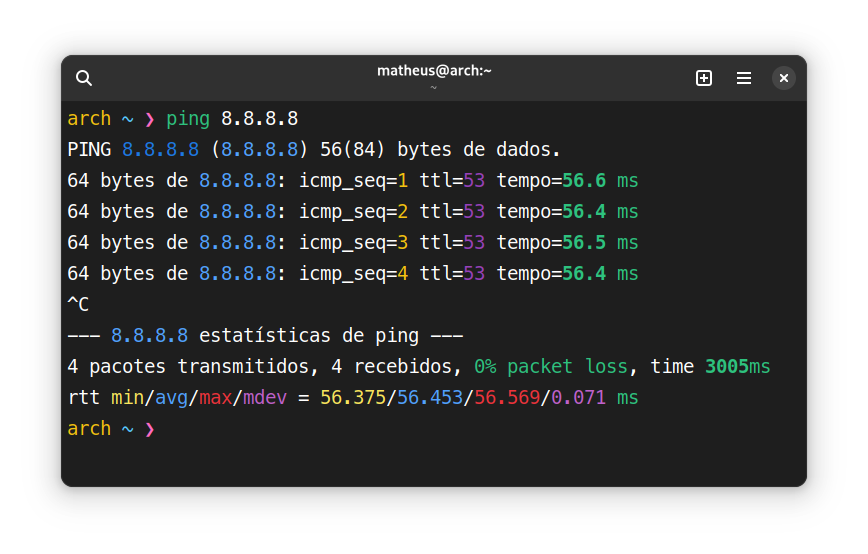 matheus@arch:~
~
arch ~ ❯ ping 8.8.8.8
PING 8.8.8.8 (8.8.8.8) 56(84) bytes de dados.
64 bytes de 8.8.8.8: icmp_seq=1 ttl=53 tempo=56.6 ms
64 bytes de 8.8.8.8: icmp_seq=2 ttl=53 tempo=56.4 ms
64 bytes de 8.8.8.8: icmp_seq=3 ttl=53 tempo=56.5 ms
64 bytes de 8.8.8.8: icmp_seq=4 ttl=53 tempo=56.4 ms
^C
--- 8.8.8.8 estatísticas de ping ---
4 pacotes transmitidos, 4 recebidos, 0% packet loss, time 3005ms
rtt min/avg/max/mdev = 56.375/56.453/56.569/0.071 ms
arch ~ ❯